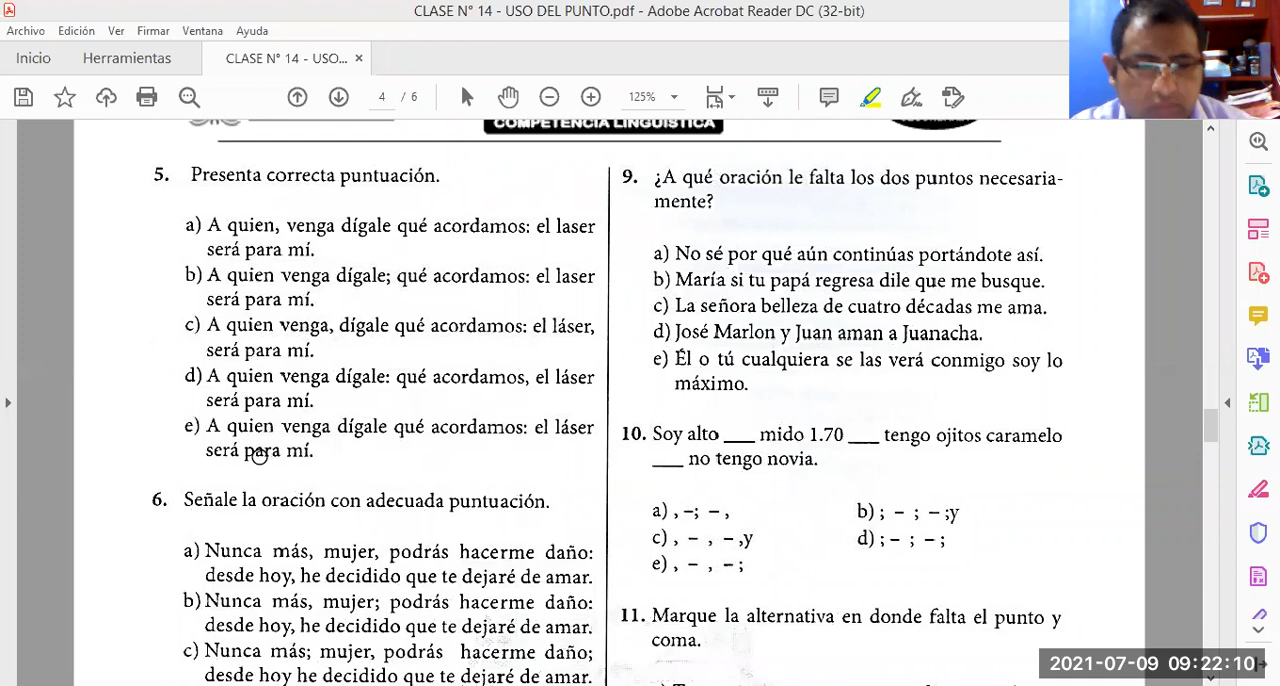 CLASE N° 14 - USO DEL PUNTO.pdf - Adobe Acrobat Reader DC (32-bit)
Archivo Edición Ver Firmar Ventana Ayuda
Inicio Herramientas CLASE N° 14 - USO... ×
4 / 6 125%
COMPETENCIA LINGÜÍSTICA
5. Presenta correcta puntuación.
a) A quien, venga dígale qué acordamos: el laser
será para mí.
b) A quien venga dígale; qué acordamos: el laser
será para mí.
c) A quien venga, dígale qué acordamos: el láser,
será para mí.
d) A quien venga dígale: qué acordamos, el láser
será para mí.
e) A quien venga dígale qué acordamos: el láser
será para mí.
6. Señale la oración con adecuada puntuación.
a) Nunca más, mujer, podrás hacerme daño:
desde hoy, he decidido que te dejaré de amar.
b) Nunca más, mujer; podrás hacerme daño:
desde hoy, he decidido que te dejaré de amar.
c) Nunca más; mujer, podrás hacerme daño;
desde hoy he decidido que te dejaré de amar.
9. ¿A qué oración le falta los dos puntos necesaria-
mente?
a) No sé por qué aún continúas portándote así.
b) María si tu papá regresa dile que me busque.
c) La señora belleza de cuatro décadas me ama.
d) José Marlon y Juan aman a Juanacha.
e) Él o tú cualquiera se las verá conmigo soy lo
máximo.
10. Soy alto ___ mido 1.70 ___ tengo ojitos caramelo
___ no tengo novia.
a) , –; – , b) ; – ; – ;y
c) , – , – ,y d) ; – ; – ;
e) , – , – ;
11. Marque la alternativa en donde falta el punto y
coma.
2021-07-09 09:22:10